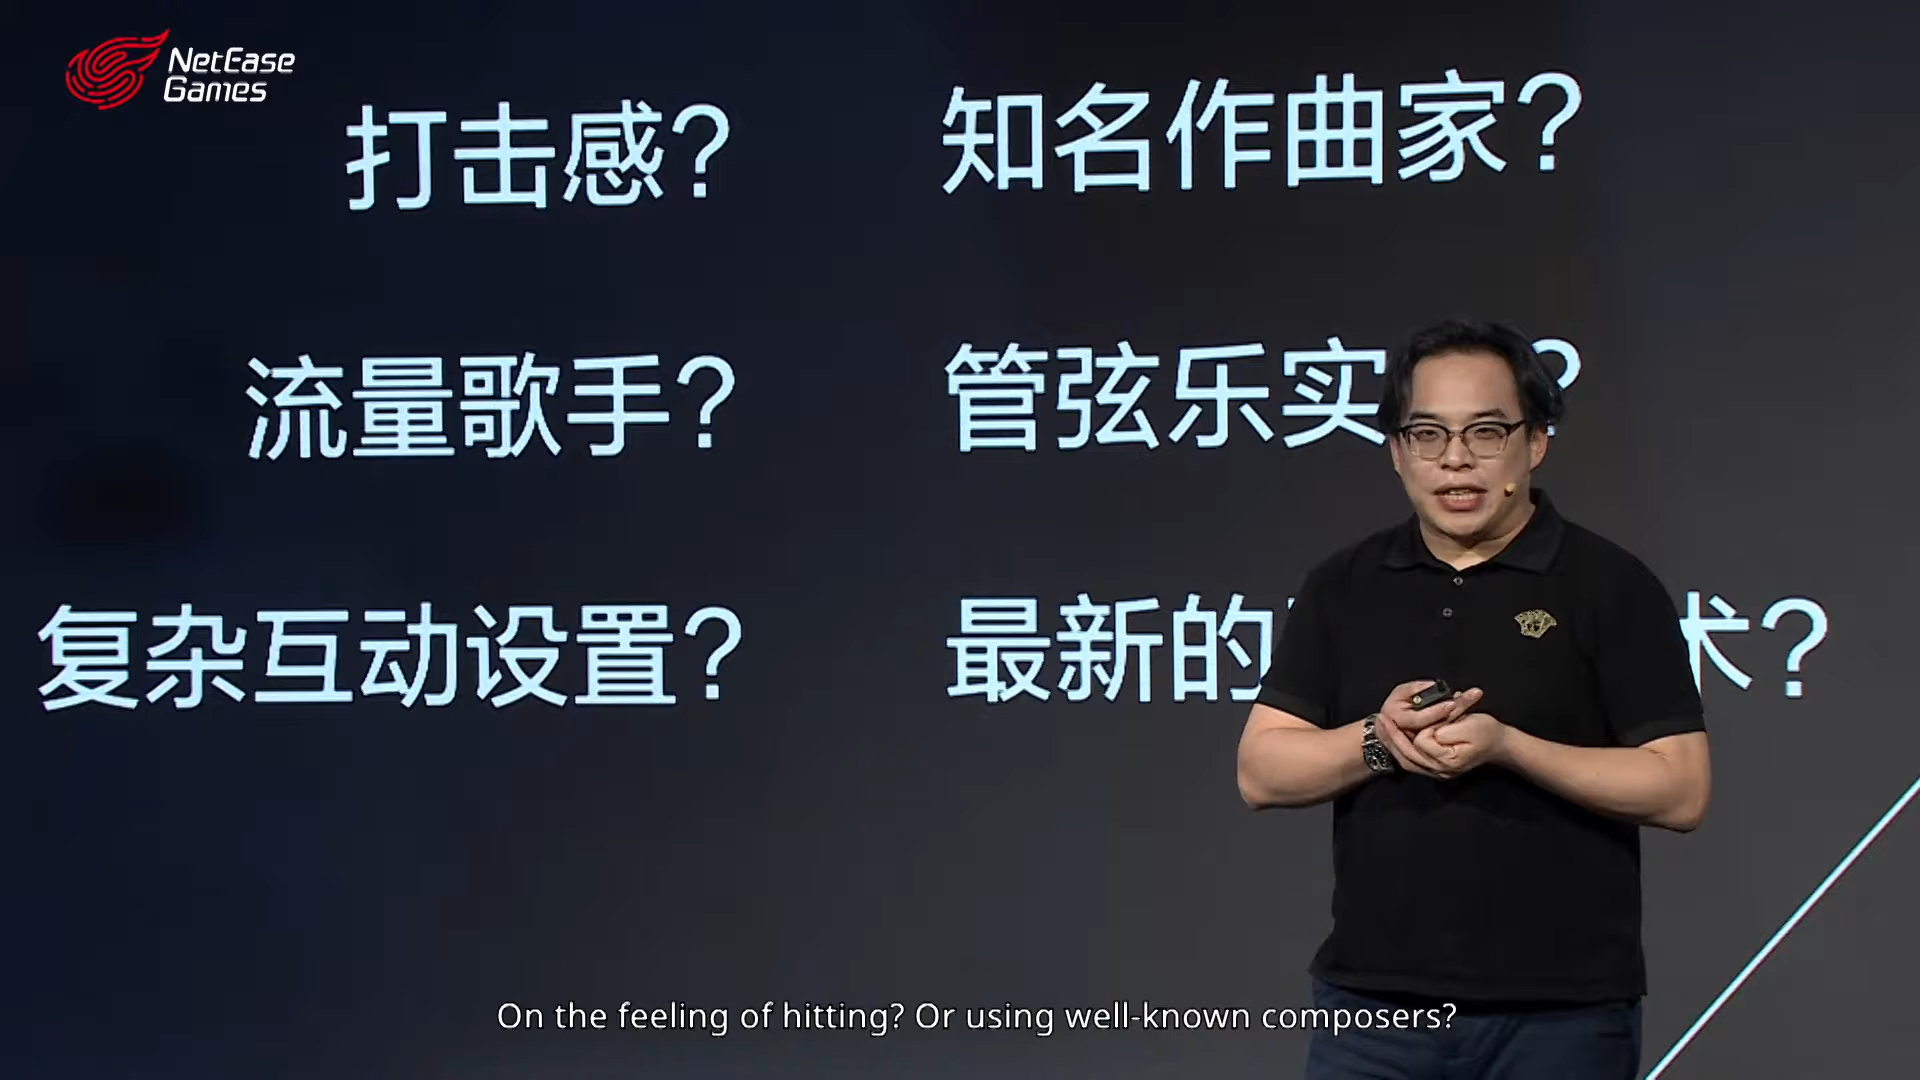 NetEase
Games
打击感?
知名作曲家?
流量歌手?
管弦乐实
?
复杂互动设置?
最新的
术?
On the feeling of hitting? Or using well-known composers?